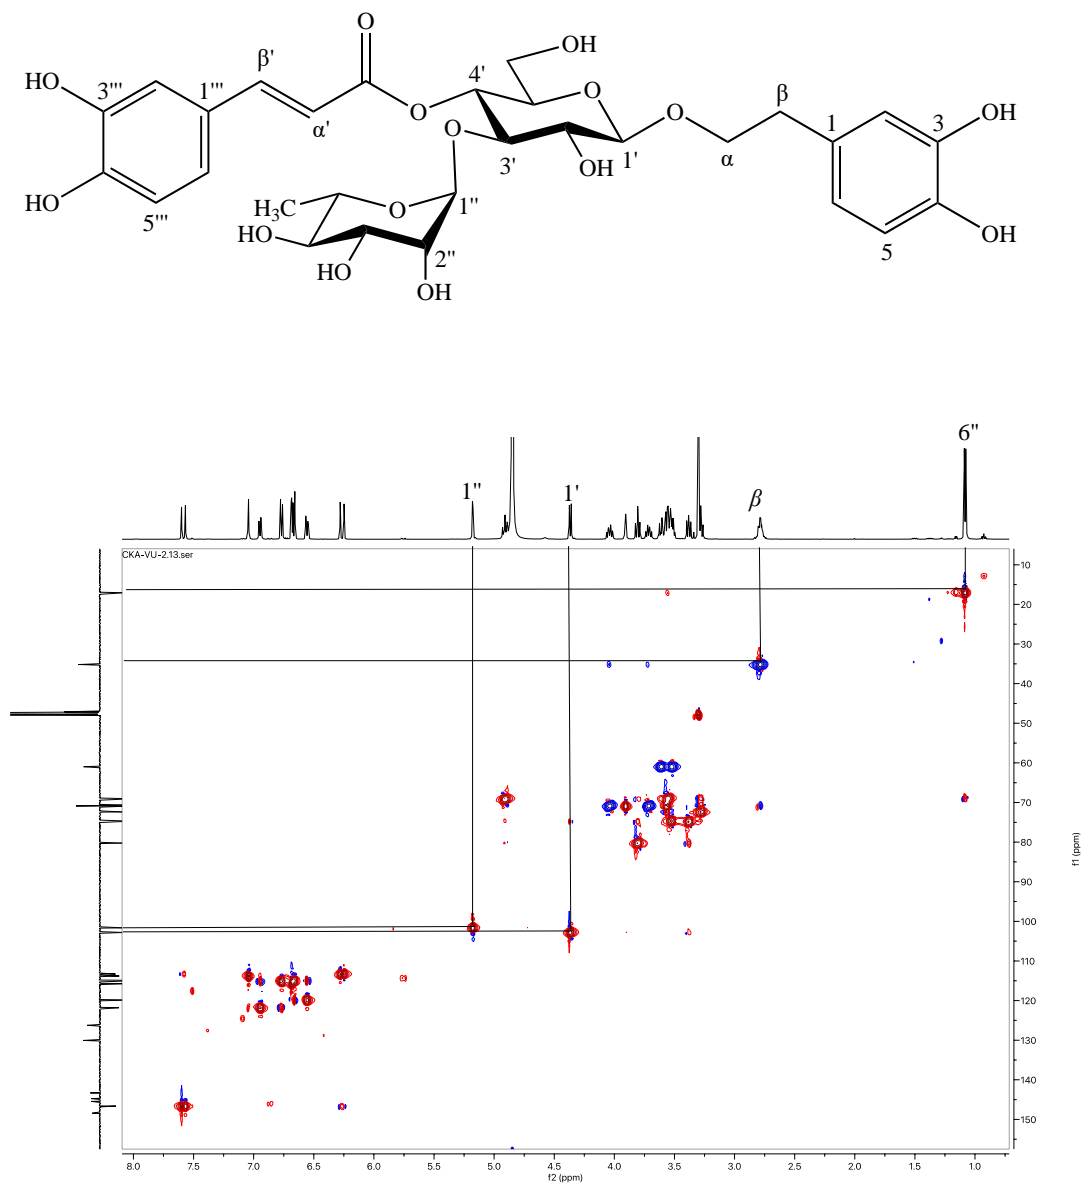 O
OH
HO
β'
4'
3'''
1'''
O
β
O
O
1
3
OH
α'
O
OH
1'
α
3'
HO
5'''
H₃C
O
1''
5
OH
HO
2''
HO
OH
6''
1''
1'
β
CKA-VU-2.13.ser
10
20
30
40
50
60
70
80
90
100
110
120
130
140
150
f1 (ppm)
8.0 7.5 7.0 6.5 6.0 5.5 5.0 4.5 4.0 3.5 3.0 2.5 2.0 1.5 1.0
f2 (ppm)